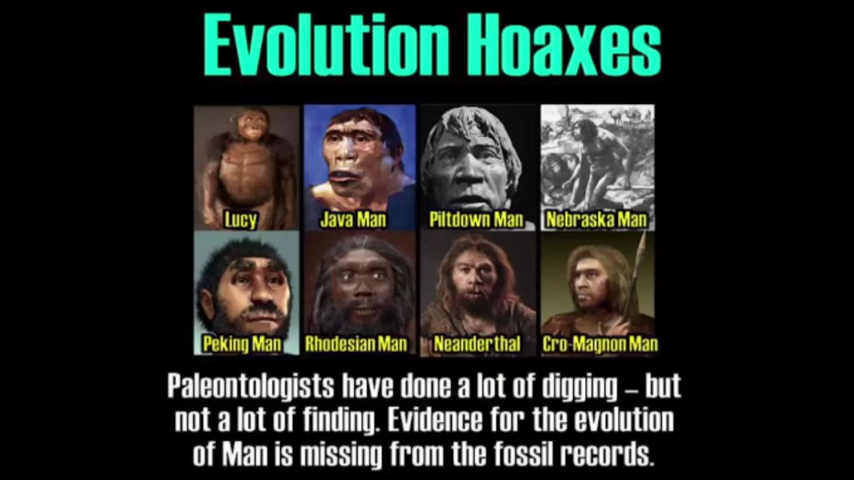 Evolution Hoaxes
Lucy
Java Man
Piltdown Man
Nebraska Man
Peking Man
Rhodesian Man
Neanderthal
Cro-Magnon Man
Paleontologists have done a lot of digging – but
not a lot of finding. Evidence for the evolution
of Man is missing from the fossil records.